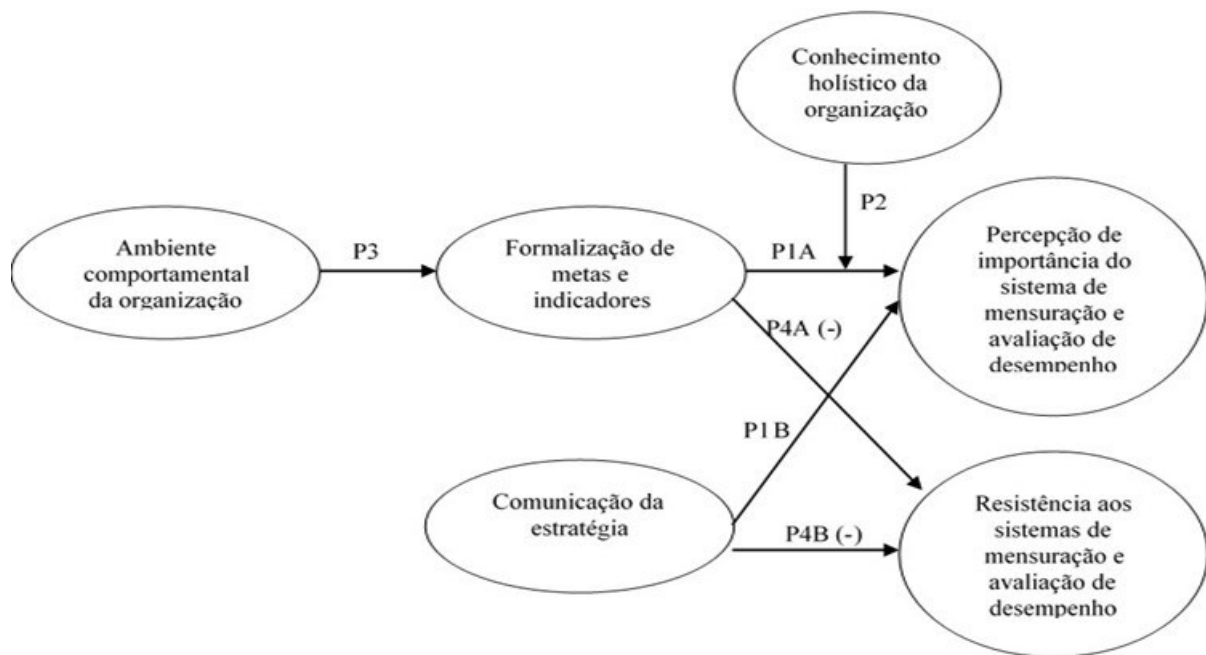 Conhecimento
holístico da
organização
P2
Ambiente
comportamental
da organização
P3
Formalização de
metas e
indicadores
P1A
Percepção de
importância do
sistema de
mensuração e
avaliação de
desempenho
P4A (-)
P1B
Comunicação da
estratégia
P4B (-)
Resistência aos
sistemas de
mensuração e
avaliação de
desempenho